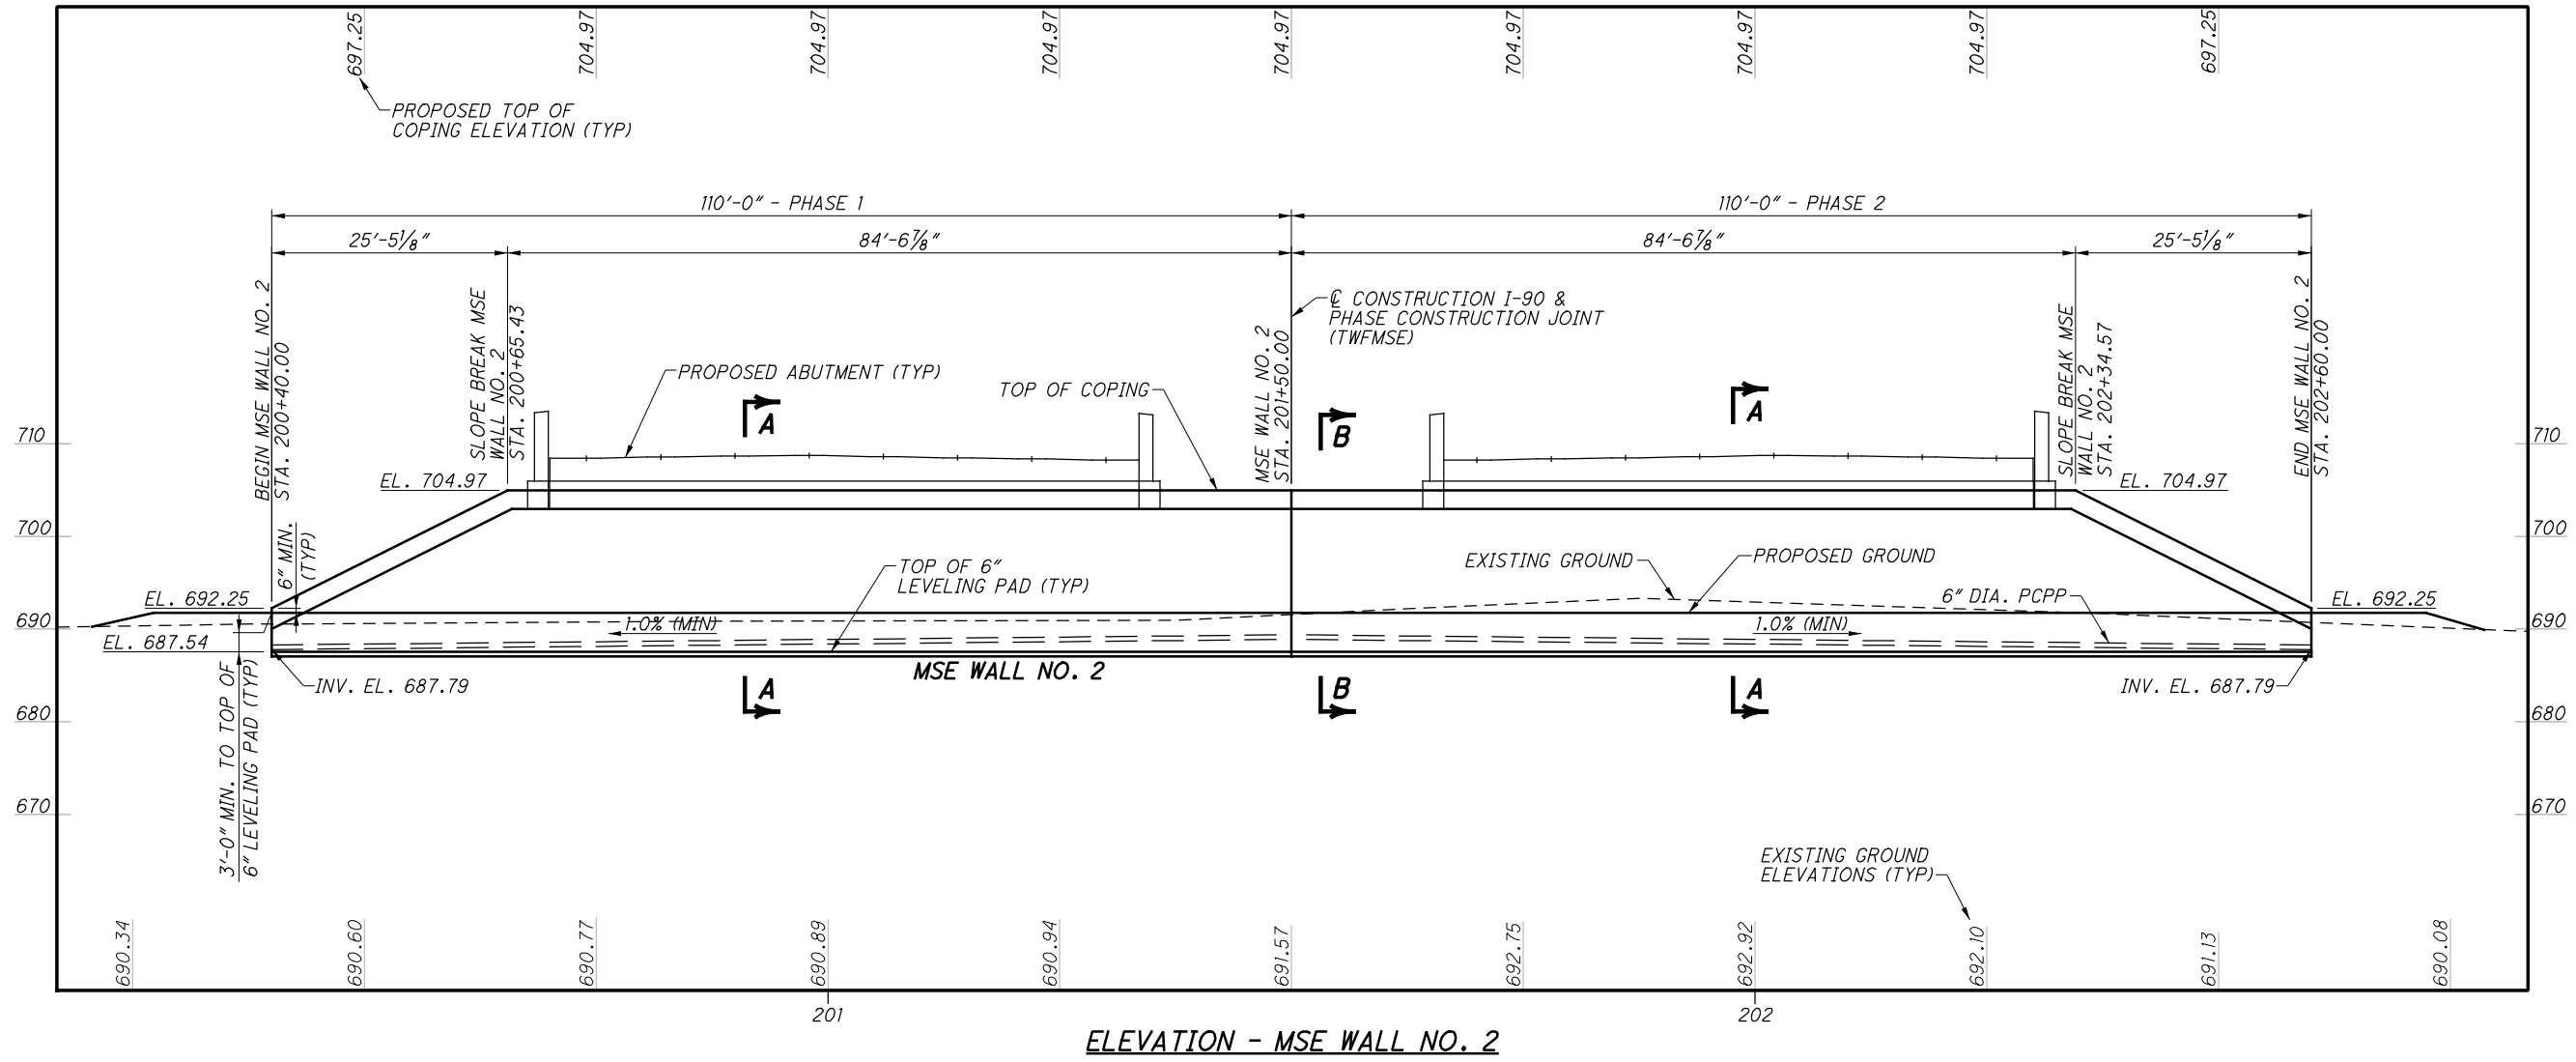 697.25
704.97
704.97
704.97
704.97
704.97
704.97
704.97
697.25
PROPOSED TOP OF
COPING ELEVATION (TYP)
110'-0" - PHASE 1
110'-0" - PHASE 2
25'-5⅛"
84'-6⅞"
84'-6⅞"
25'-5⅛"
BEGIN MSE WALL NO. 2
STA. 200+40.00
SLOPE BREAK MSE
WALL NO. 2
STA. 200+65.43
MSE WALL NO. 2
STA. 201+50.00
℄ CONSTRUCTION I-90 &
PHASE CONSTRUCTION JOINT
(TWFMSE)
SLOPE BREAK MSE
WALL NO. 2
STA. 202+34.57
END MSE WALL NO. 2
STA. 202+60.00
PROPOSED ABUTMENT (TYP)
TOP OF COPING
A
B
A
710
710
EL. 704.97
EL. 704.97
700
700
6" MIN.
(TYP)
TOP OF 6"
LEVELING PAD (TYP)
EXISTING GROUND
PROPOSED GROUND
6" DIA. PCPP
EL. 692.25
EL. 692.25
690
690
1.0% (MIN)
1.0% (MIN)
EL. 687.54
MSE WALL NO. 2
INV. EL. 687.79
INV. EL. 687.79
A
B
A
680
680
3'-0" MIN. TO TOP OF
6" LEVELING PAD (TYP)
670
670
EXISTING GROUND
ELEVATIONS (TYP)
690.34
690.60
690.77
690.89
690.94
691.57
692.75
692.92
692.10
691.13
690.08
201
202
ELEVATION - MSE WALL NO. 2